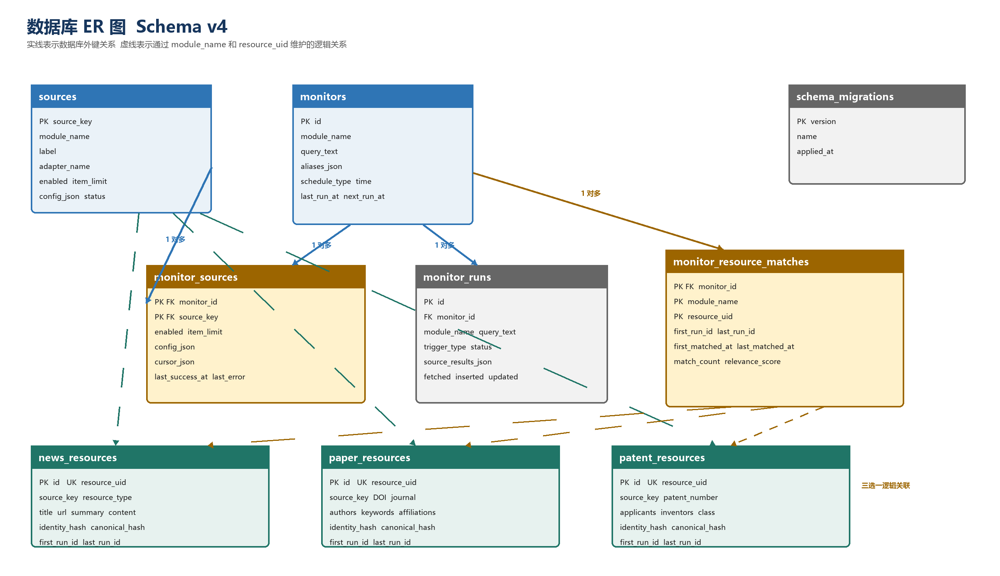 数据库 ER 图  Schema v4
实线表示数据库外键关系  虚线表示通过 module_name 和 resource_uid 维护的逻辑关系
sources
PK  source_key
module_name
label
adapter_name
enabled  item_limit
config_json  status
monitors
PK  id
module_name
query_text
aliases_json
schedule_type  time
last_run_at  next_run_at
schema_migrations
PK  version
name
applied_at
1 对多
1 对多
1 对多
1 对多
monitor_sources
PK FK  monitor_id
PK FK  source_key
enabled  item_limit
config_json
cursor_json
last_success_at  last_error
monitor_runs
PK  id
FK  monitor_id
module_name  query_text
trigger_type  status
source_results_json
fetched  inserted  updated
monitor_resource_matches
PK FK  monitor_id
PK  module_name
PK  resource_uid
first_run_id  last_run_id
first_matched_at  last_matched_at
match_count  relevance_score
news_resources
PK  id   UK  resource_uid
source_key  resource_type
title  url  summary  content
identity_hash  canonical_hash
first_run_id  last_run_id
paper_resources
PK  id   UK  resource_uid
source_key  DOI  journal
authors  keywords  affiliations
identity_hash  canonical_hash
first_run_id  last_run_id
patent_resources
PK  id   UK  resource_uid
source_key  patent_number
applicants  inventors  class
identity_hash  canonical_hash
first_run_id  last_run_id
三选一逻辑关联